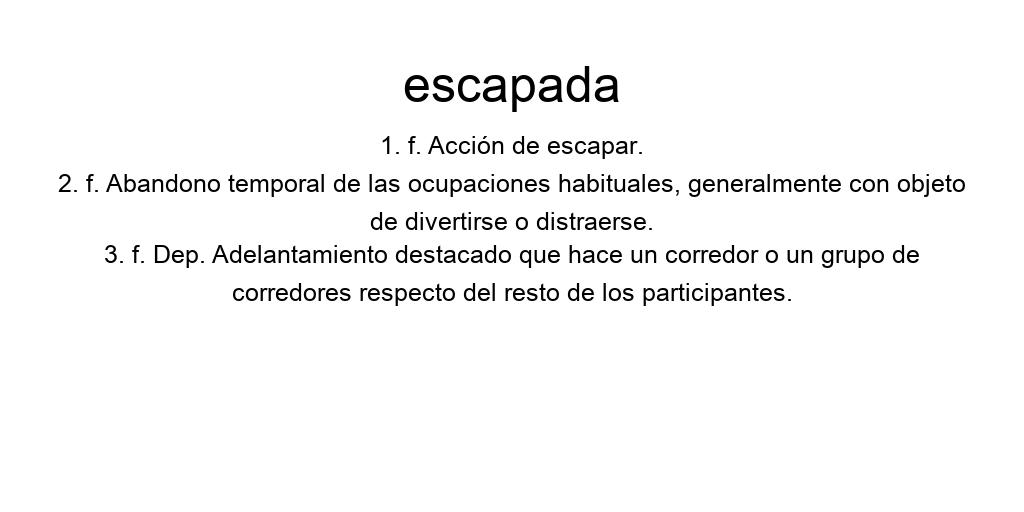 escapada
1. f. Acción de escapar.
2. f. Abandono temporal de las ocupaciones habituales, generalmente con objeto
de divertirse o distraerse.
3. f. Dep. Adelantamiento destacado que hace un corredor o un grupo de
corredores respecto del resto de los participantes.